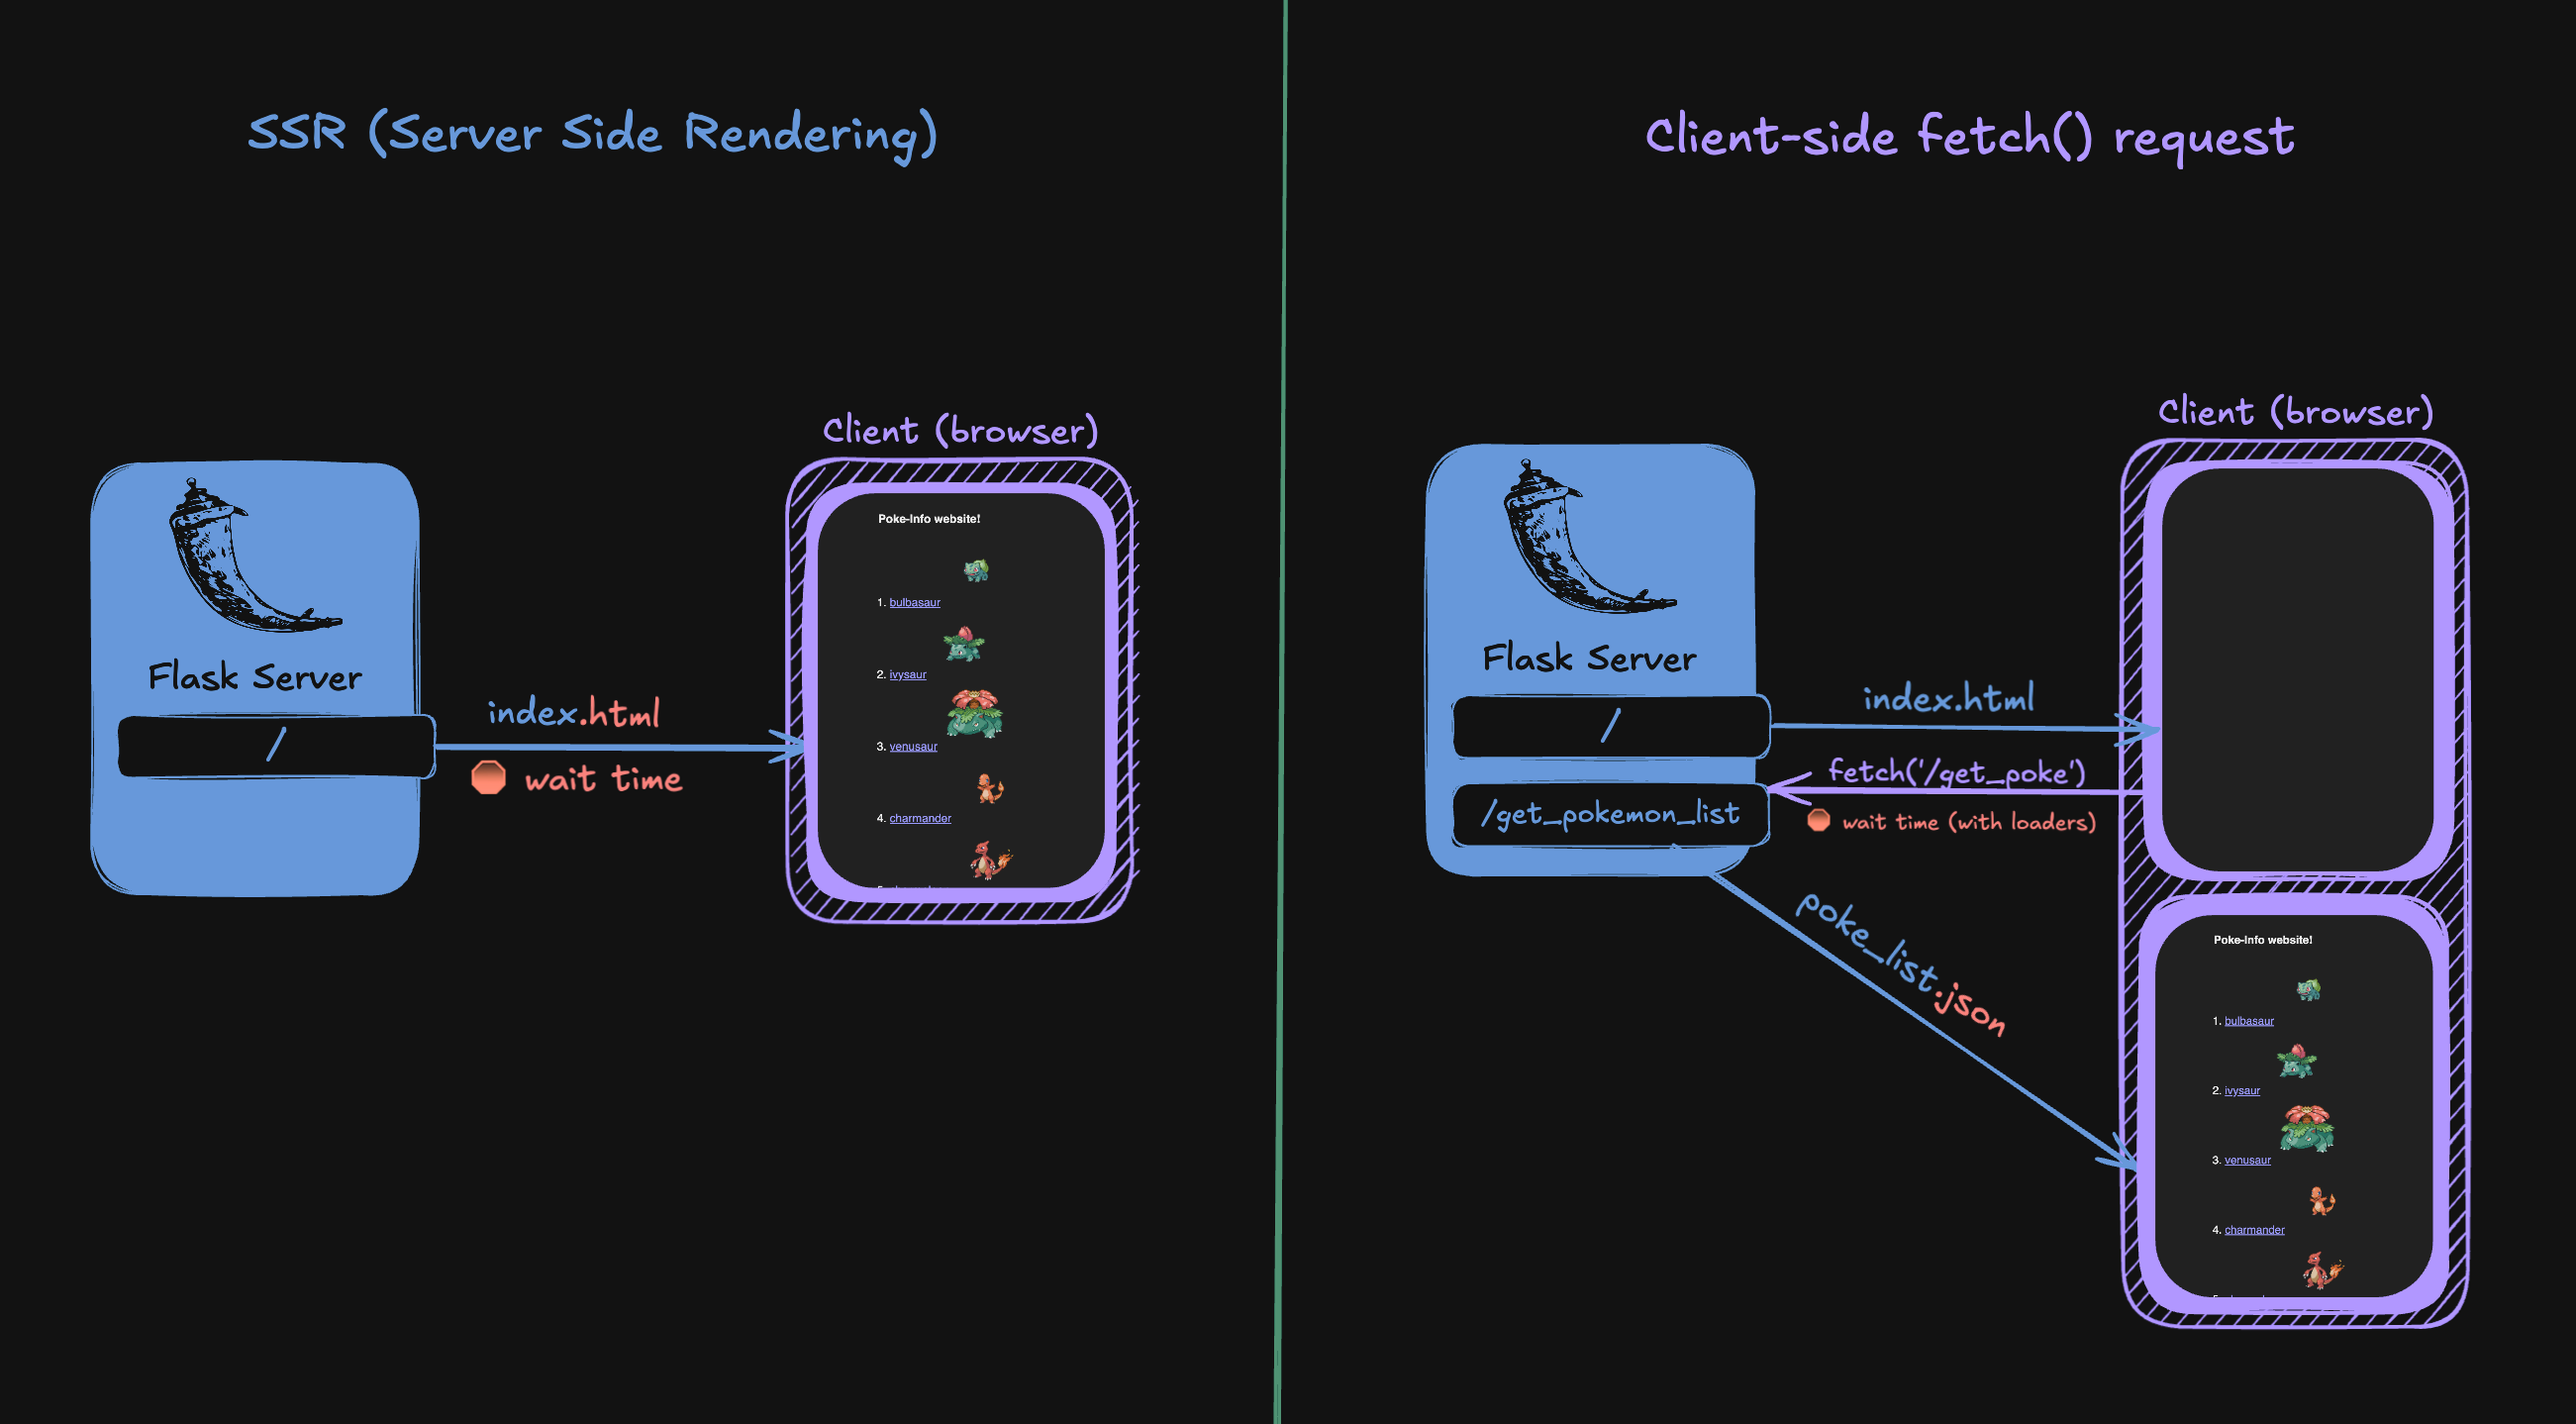 SSR (Server Side Rendering)
Flask Server
/
index.html
wait time
Client (browser)
Poke-Info website!
1. bulbasaur
2. ivysaur
3. venusaur
4. charmander
Client-side fetch() request
Flask Server
/
/get_pokemon_list
index.html
fetch('/get_poke')
wait time (with loaders)
poke_list.json
Client (browser)
Poke-Info website!
1. bulbasaur
2. ivysaur
3. venusaur
4. charmander